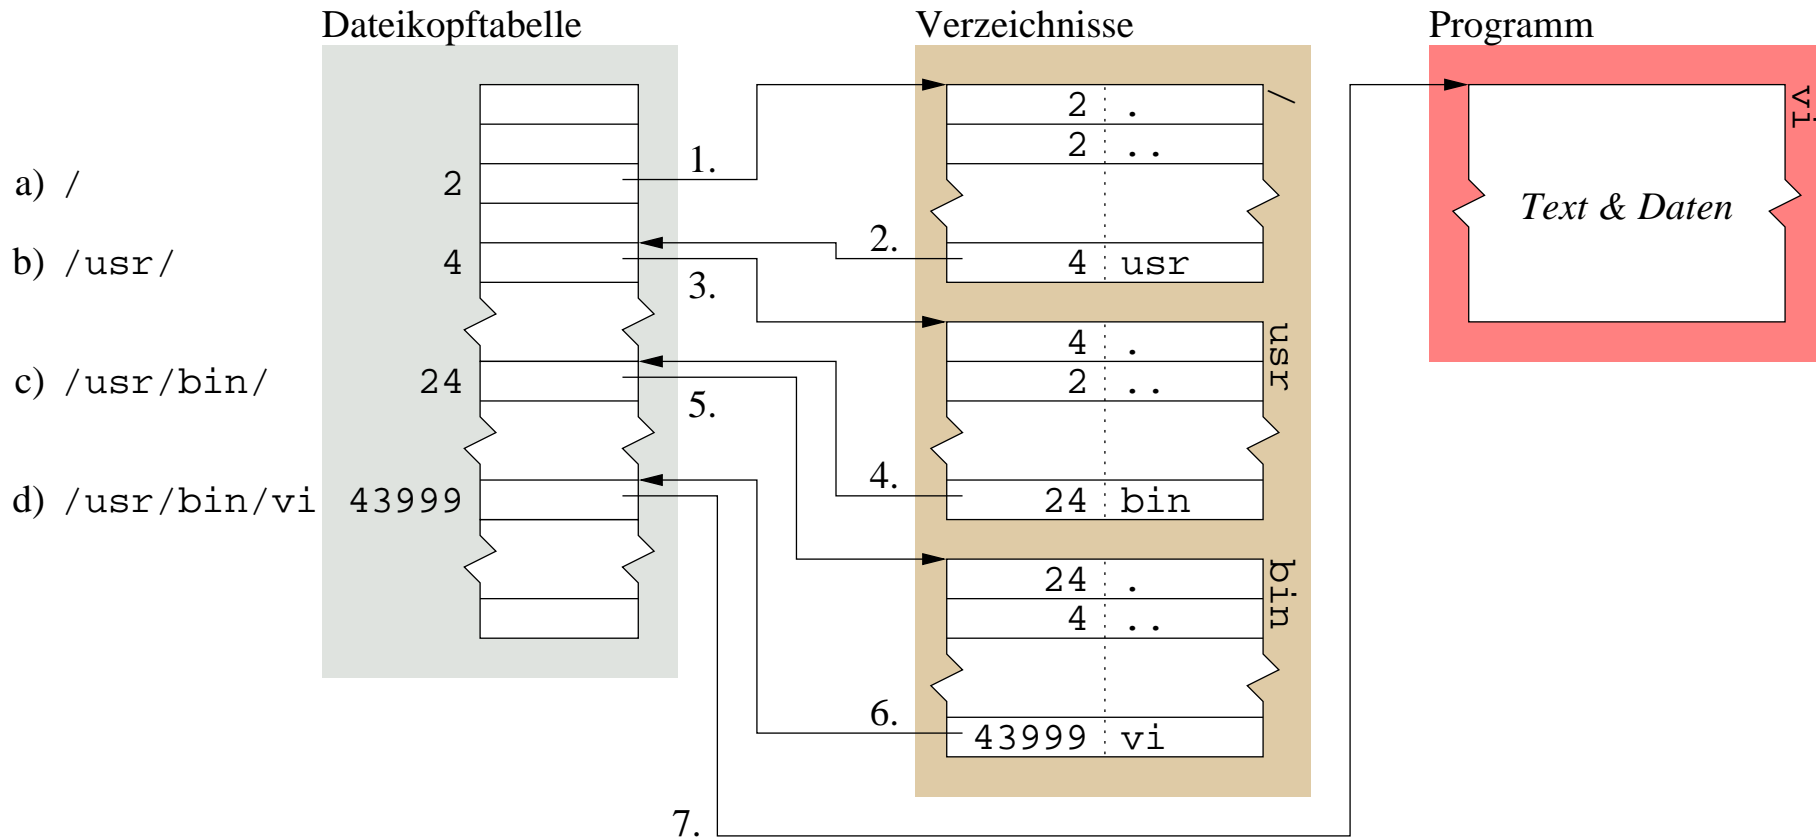 Dateikopftabelle
Verzeichnisse
Programm
a) /
2
b) /usr/
4
c) /usr/bin/
24
d) /usr/bin/vi
43999
1.
2.
3.
4.
5.
6.
7.
/
2 .
2 ..
4 usr
usr
4 .
2 ..
24 bin
bin
24 .
4 ..
43999 vi
vi
Text & Daten